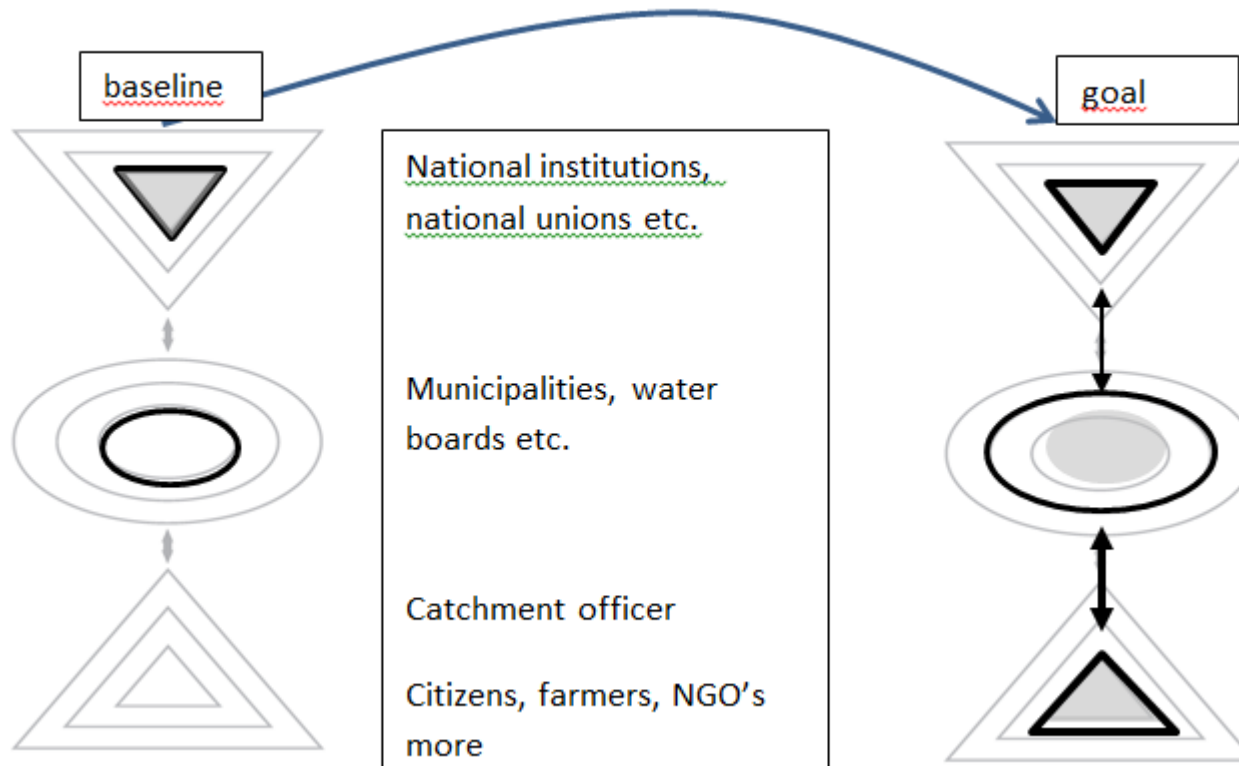 baseline
goal
National institutions,
national unions etc.
Municipalities, water
boards etc.
Catchment officer
Citizens, farmers, NGO’s
more